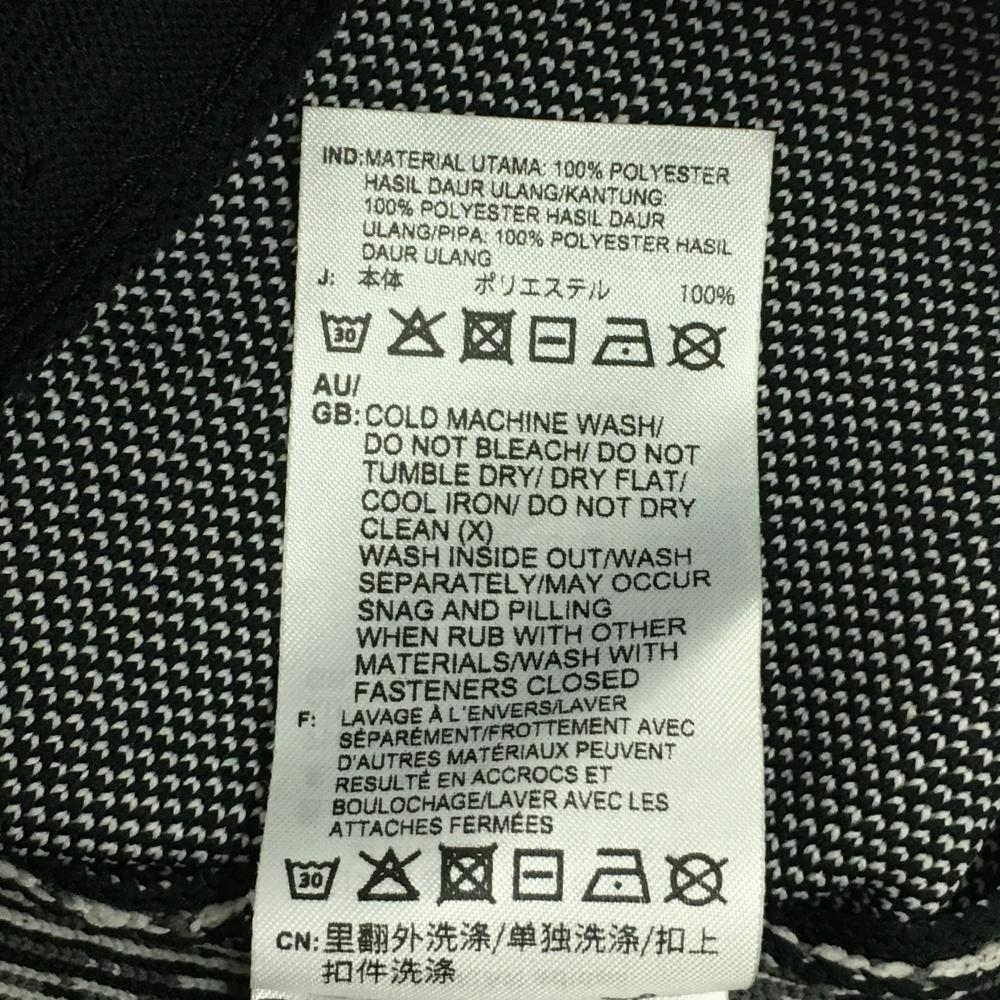 IND:MATERIAL UTAMA: 100% POLYESTER
HASIL DAUR ULANG/KANTUNG:
100% POLYESTER HASIL DAUR
ULANG/PIPA: 100% POLYESTER HASIL
DAUR ULANG
J: 本体 ポリエステル 100%
30
AU/
GB:COLD MACHINE WASH/
DO NOT BLEACH/ DO NOT
TUMBLE DRY/ DRY FLAT/
COOL IRON/ DO NOT DRY
CLEAN (X)
WASH INSIDE OUT/WASH
SEPARATELY/MAY OCCUR
SNAG AND PILLING
WHEN RUB WITH OTHER
MATERIALS/WASH WITH
FASTENERS CLOSED
F: LAVAGE À L'ENVERS/LAVER
SÉPARÉMENT/FROTTEMENT AVEC
D'AUTRES MATÉRIAUX PEUVENT
RESULTÉ EN ACCROCS ET
BOULOCHAGE/LAVER AVEC LES
ATTACHES FERMÉES
30
CN:里翻外洗涤/单独洗涤/扣上
扣件洗涤